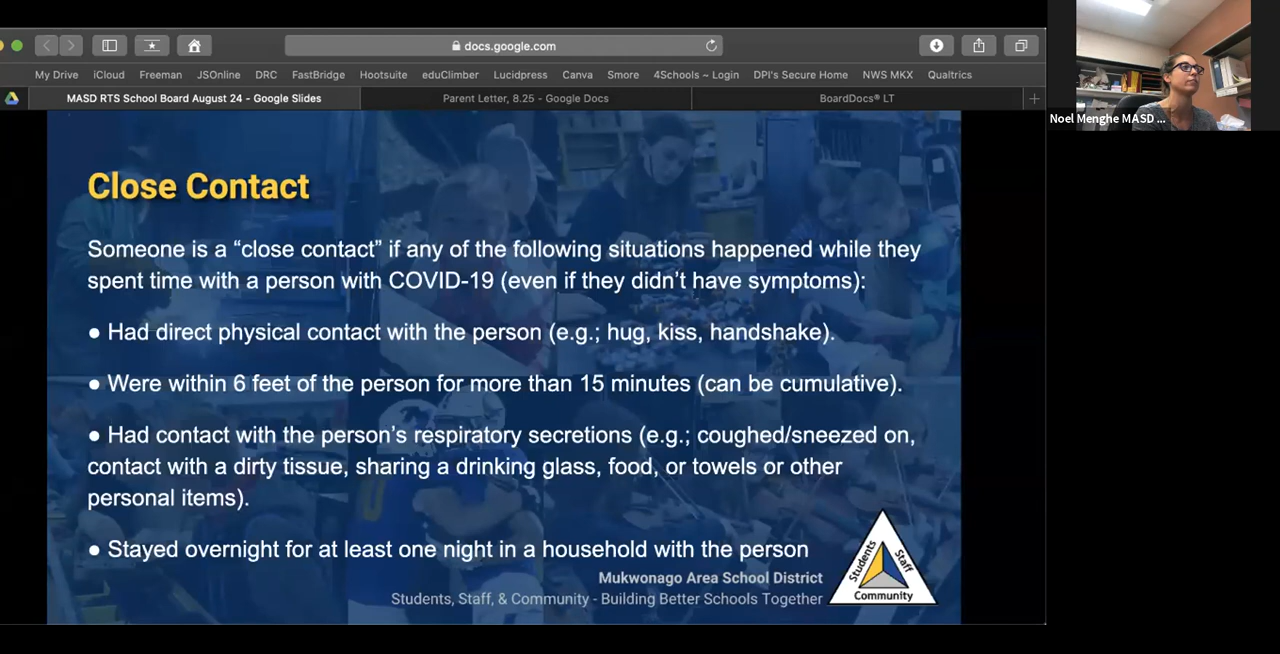 docs.google.com
My Drive iCloud Freeman JSOnline DRC FastBridge Hootsuite eduClimber Lucidpress Canva Smore 4Schools ~ Login DPI's Secure Home NWS MKX Qualtrics
MASD RTS School Board August 24 - Google Slides Parent Letter, 8.25 - Google Docs BoardDocs® LT
Noel Menghe MASD ...
Close Contact
Someone is a “close contact” if any of the following situations happened while they
spent time with a person with COVID-19 (even if they didn’t have symptoms):
● Had direct physical contact with the person (e.g.; hug, kiss, handshake).
● Were within 6 feet of the person for more than 15 minutes (can be cumulative).
● Had contact with the person’s respiratory secretions (e.g.; coughed/sneezed on,
contact with a dirty tissue, sharing a drinking glass, food, or towels or other
personal items).
● Stayed overnight for at least one night in a household with the person
Mukwonago Area School District
Students, Staff, & Community - Building Better Schools Together
Students
Staff
Community